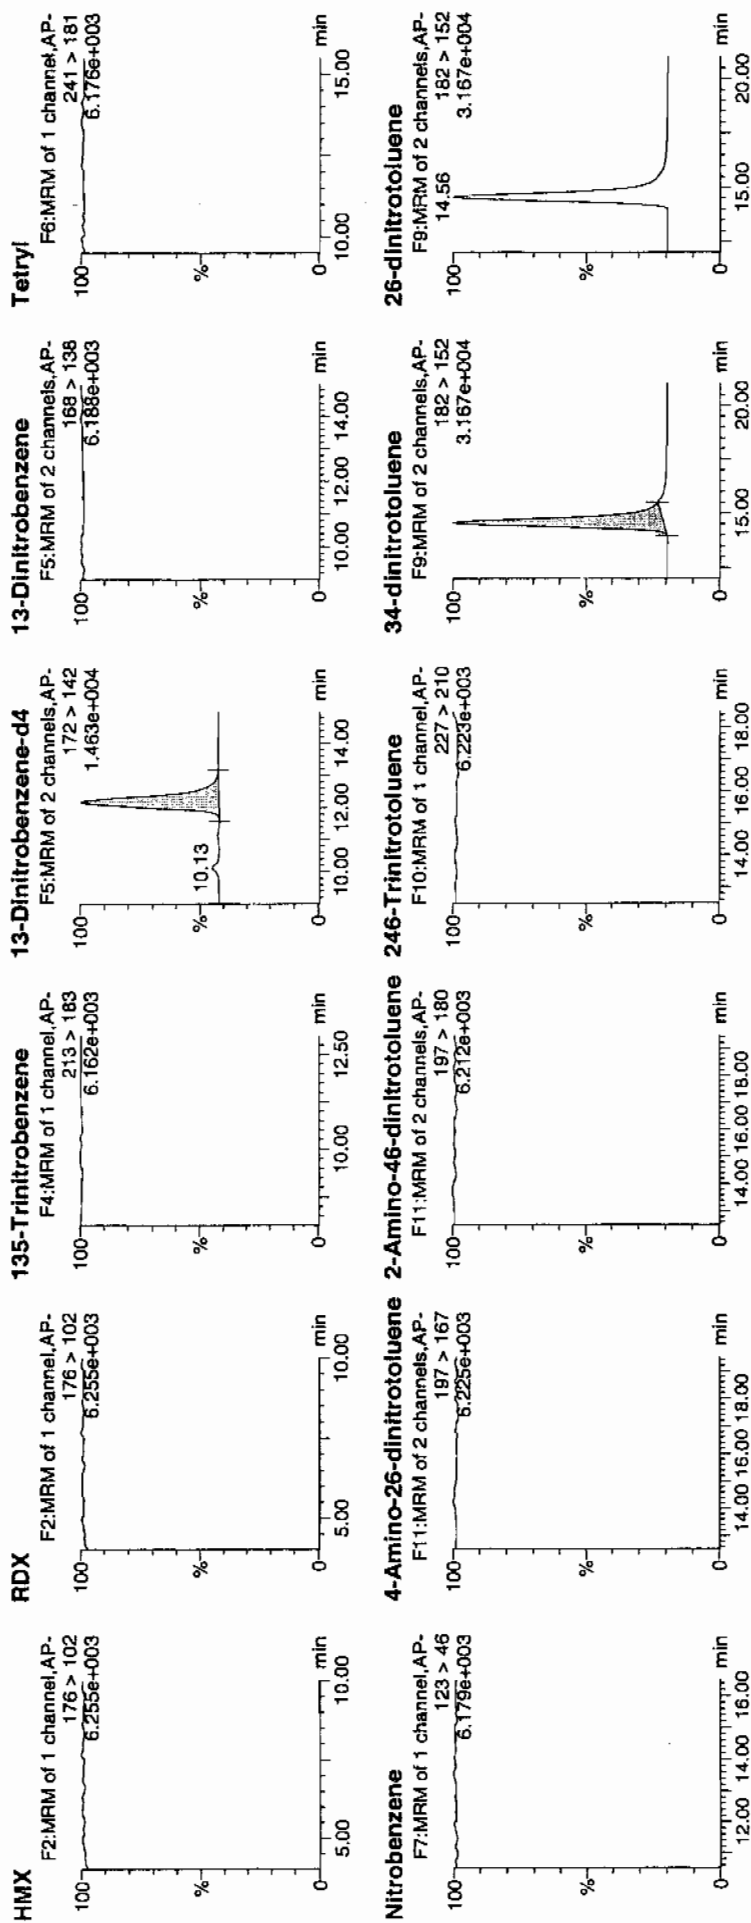 HMX
F2:MRM of 1 channel,AP-
176 > 102
6.255e+003
100
%
0
5.00
10.00
min
RDX
F2:MRM of 1 channel,AP-
176 > 102
6.255e+003
100
%
0
5.00
10.00
min
135-Trinitrobenzene
F4:MRM of 1 channel,AP-
213 > 183
6.162e+003
100
%
0
10.00
12.50
min
13-Dinitrobenzene-d4
F5:MRM of 2 channels,AP-
172 > 142
1.463e+004
100
10.13
%
0
10.00
12.00
14.00
min
13-Dinitrobenzene
F5:MRM of 2 channels,AP-
168 > 138
6.188e+003
100
%
0
10.00
12.00
14.00
min
Tetryl
F6:MRM of 1 channel,AP-
241 > 181
6.176e+003
100
%
0
10.00
15.00
min
Nitrobenzene
F7:MRM of 1 channel,AP-
123 > 46
6.179e+003
100
%
0
12.00
14.00
16.00
min
4-Amino-26-dinitrotoluene
F11:MRM of 2 channels,AP-
197 > 167
6.225e+003
100
%
0
14.00
16.00
18.00
min
2-Amino-46-dinitrotoluene
F11:MRM of 2 channels,AP-
197 > 180
6.212e+003
100
%
0
14.00
16.00
18.00
min
246-Trinitrotoluene
F10:MRM of 1 channel,AP-
227 > 210
6.223e+003
100
%
0
14.00
16.00
18.00
min
34-dinitrotoluene
F9:MRM of 2 channels,AP-
182 > 152
3.167e+004
100
%
0
15.00
20.00
min
26-dinitrotoluene
F9:MRM of 2 channels,AP-
182 > 152
3.167e+004
100
14.56
%
0
15.00
20.00
min